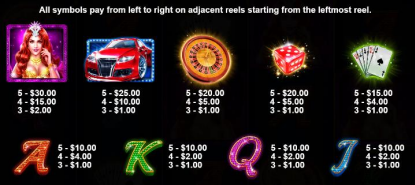 All symbols pay from left to right on adjacent reels starting from the leftmost reel.
5 - $30.00
4 - $15.00
3 - $2.00
5 - $25.00
4 - $10.00
3 - $1.00
5 - $20.00
4 - $5.00
3 - $1.00
5 - $20.00
4 - $5.00
3 - $1.00
5 - $15.00
4 - $4.00
3 - $1.00
A
5 - $10.00
4 - $4.00
3 - $1.00
K
5 - $10.00
4 - $2.00
3 - $1.00
Q
5 - $10.00
4 - $2.00
3 - $1.00
J
5 - $10.00
4 - $2.00
3 - $1.00